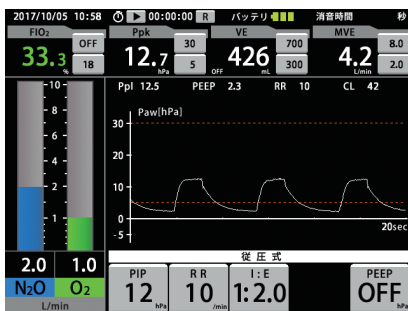 2017/10/05 10:58 00:00:00 R バッテリ 消音時間 秒
FIO2 Ppk VE MVE
33.3 % OFF 18
12.7 hPa 30 5
OFF 426 mL 700 300
4.2 L/min 8.0 2.0
Ppl 12.5 PEEP 2.3 RR 10 CL 42
Paw[hPa]
30
20
10
0
-5
20sec
10
8
6
4
2
1
2.0 1.0
N2O O2
L/min
従圧式
PIP 12 hPa
RR 10 /min
I:E 1:2.0
PEEP OFF hPa